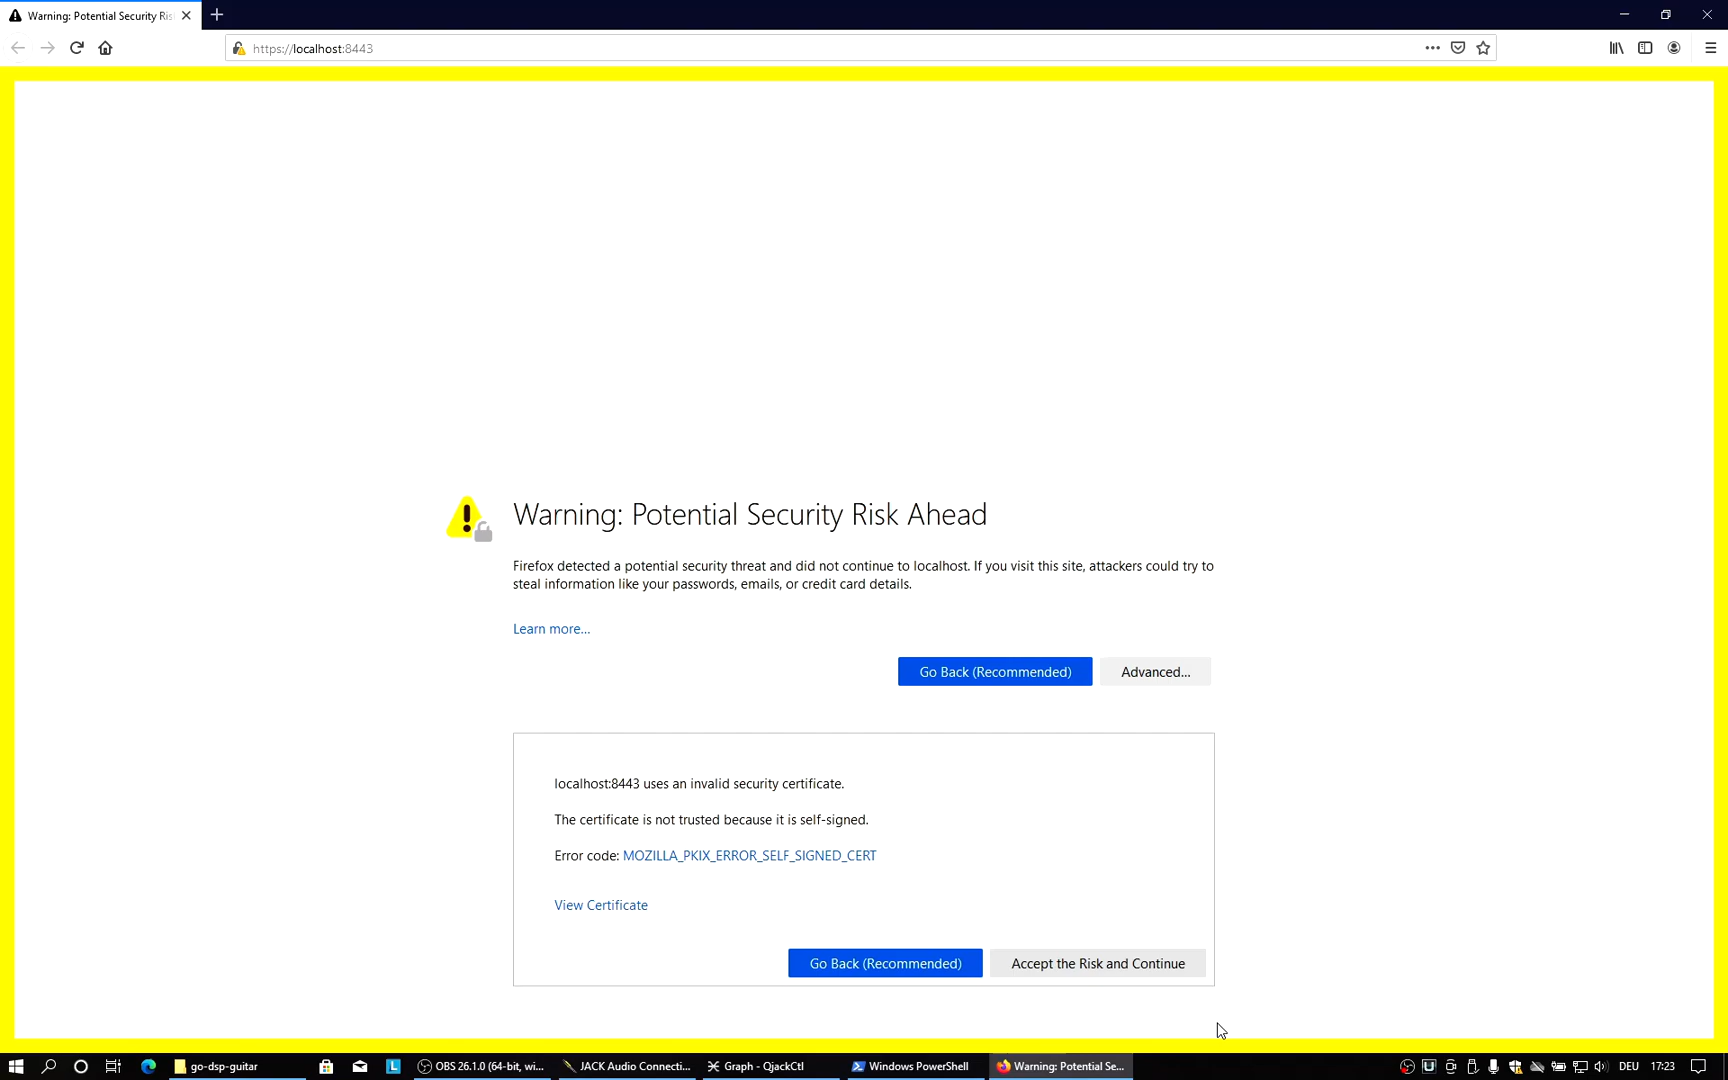 Warning: Potential Security Ris
https://localhost:8443
Warning: Potential Security Risk Ahead
Firefox detected a potential security threat and did not continue to localhost. If you visit this site, attackers could try to
steal information like your passwords, emails, or credit card details.
Learn more...
Go Back (Recommended)
Advanced...
localhost:8443 uses an invalid security certificate.
The certificate is not trusted because it is self-signed.
Error code: MOZILLA_PKIX_ERROR_SELF_SIGNED_CERT
View Certificate
Go Back (Recommended)
Accept the Risk and Continue
go-dsp-guitar
L
OBS 26.1.0 (64-bit, wi...
JACK Audio Connecti...
Graph - QjackCtl
Windows PowerShell
Warning: Potential Se...
DEU
17:23